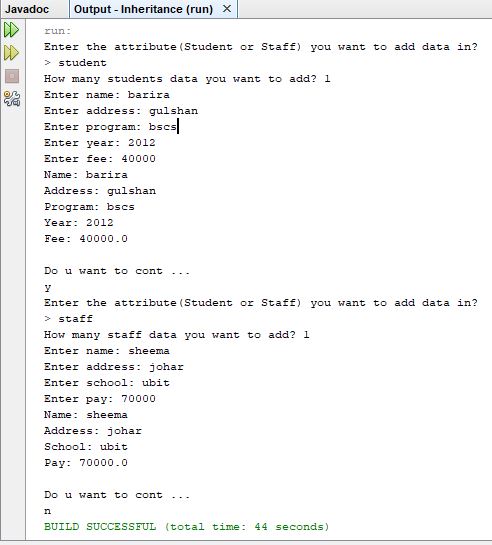 Javadoc Output - Inheritance (run) ×
run:
Enter the attribute(Student or Staff) you want to add data in?
> student
How many students data you want to add? 1
Enter name: barira
Enter address: gulshan
Enter program: bscs
Enter year: 2012
Enter fee: 40000
Name: barira
Address: gulshan
Program: bscs
Year: 2012
Fee: 40000.0
Do u want to cont ...
y
Enter the attribute(Student or Staff) you want to add data in?
> staff
How many staff data you want to add? 1
Enter name: sheema
Enter address: johar
Enter school: ubit
Enter pay: 70000
Name: sheema
Address: johar
School: ubit
Pay: 70000.0
Do u want to cont ...
n
BUILD SUCCESSFUL (total time: 44 seconds)